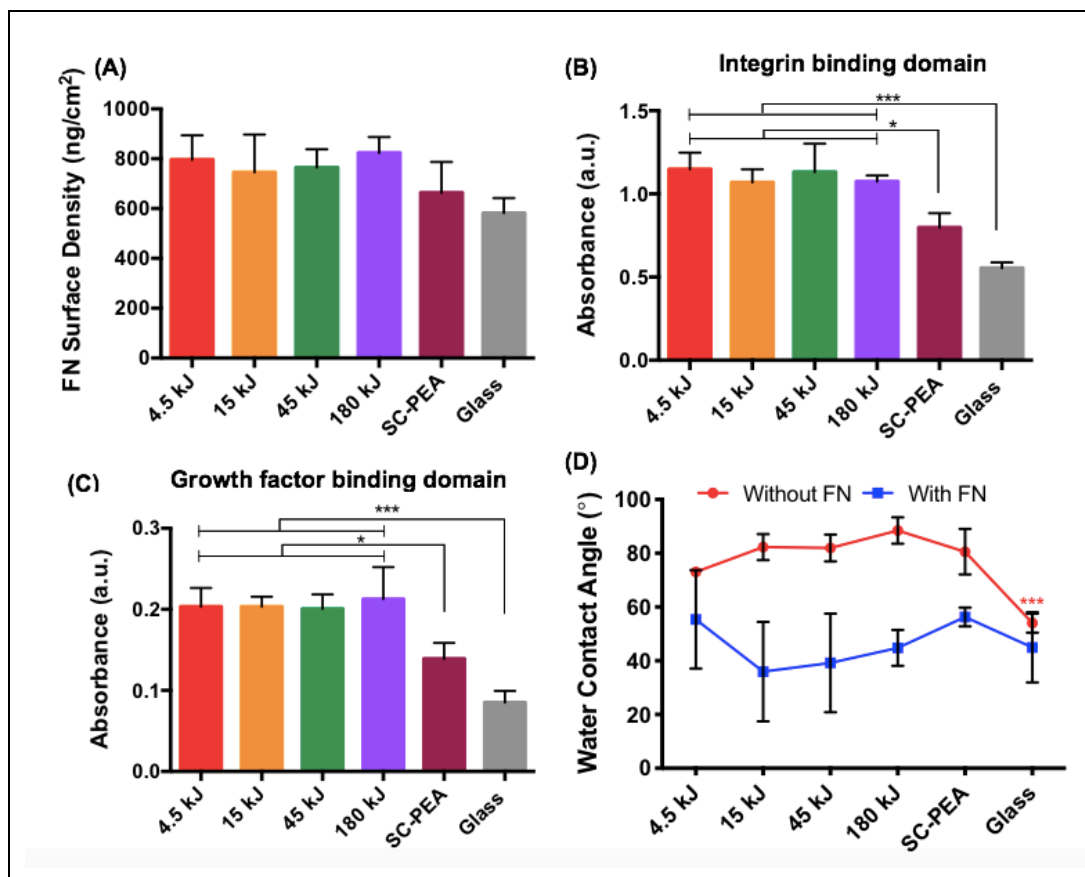 (A)
FN Surface Density (ng/cm²)
1000
800
600
400
200
0
4.5 kJ
15 kJ
45 kJ
180 kJ
SC-PEA
Glass
(B)
Integrin binding domain
Absorbance (a.u.)
1.5
1.0
0.5
0.0
***
*
4.5 kJ
15 kJ
45 kJ
180 kJ
SC-PEA
Glass
(C)
Growth factor binding domain
Absorbance (a.u.)
0.3
0.2
0.1
0.0
***
*
4.5 kJ
15 kJ
45 kJ
180 kJ
SC-PEA
Glass
(D)
Water Contact Angle (°)
100
80
60
40
20
0
Without FN
With FN
***
4.5 kJ
15 kJ
45 kJ
180 kJ
SC-PEA
Glass